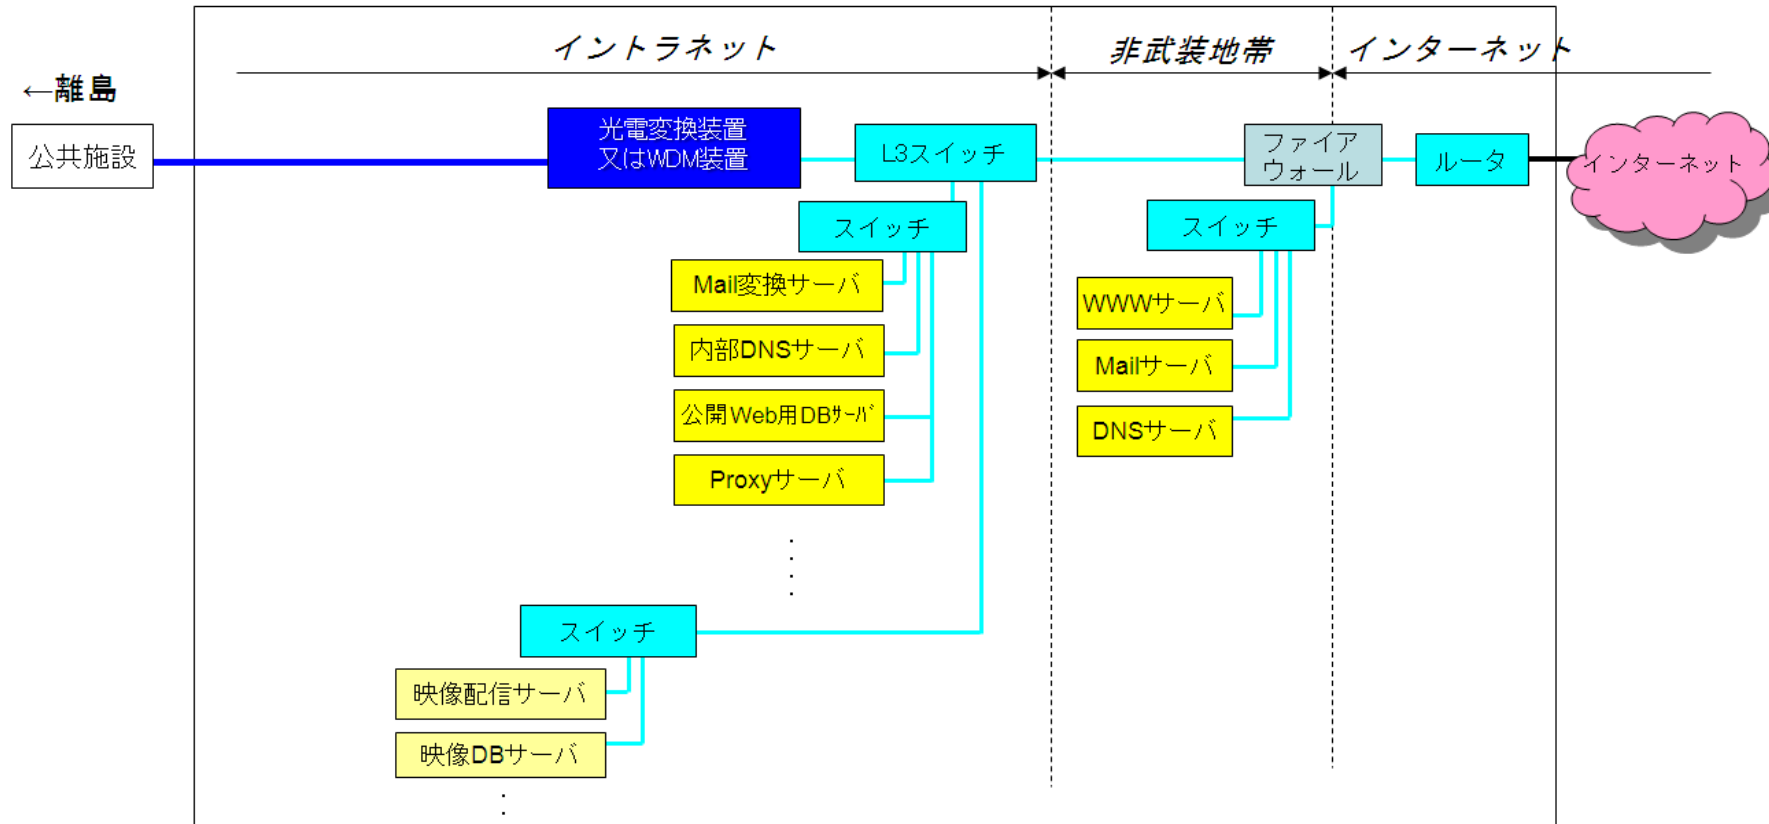 イントラネット
非武装地帯
インターネット
←離島
公共施設
光電変換装置
又はWDM装置
L3スイッチ
ファイア
ウォール
ルータ
インターネット
スイッチ
スイッチ
Mail変換サーバ
WWWサーバ
内部DNSサーバ
Mailサーバ
公開Web用DBｻｰﾊﾞ
DNSサーバ
Proxyサーバ
スイッチ
映像配信サーバ
映像DBサーバ